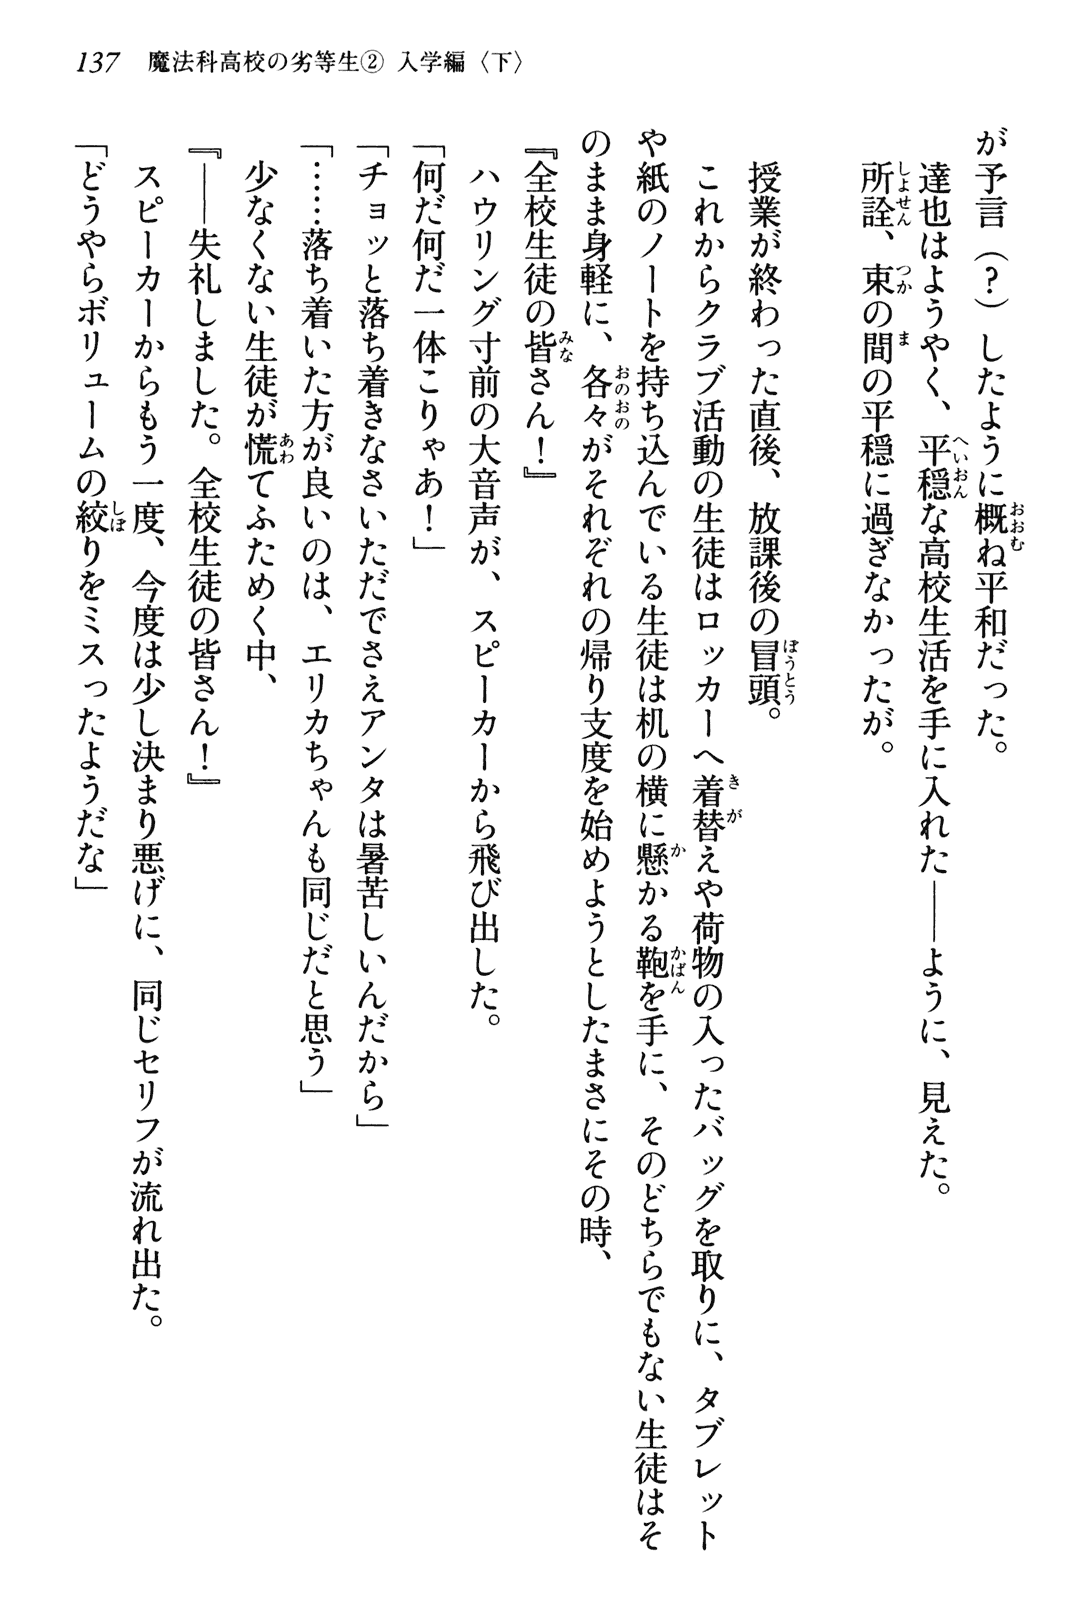 137 魔法科高校の劣等生② 入学編〈下〉
が予言（？）したように概ね平和だった。
達也はようやく、平穏な高校生活を手に入れた――ように、見えた。
所詮、束の間の平穏に過ぎなかったが。
授業が終わった直後、放課後の冒頭。
これからクラブ活動の生徒はロッカーへ着替えや荷物の入ったバッグを取りに、タブレット
や紙のノートを持ち込んでいる生徒は机の横に懸かる鞄を手に、そのどちらでもない生徒はそ
のまま身軽に、各々がそれぞれの帰り支度を始めようとしたまさにその時、
『全校生徒の皆さん！』
ハウリング寸前の大音声が、スピーカーから飛び出した。
「何だ何だ一体こりゃあ！」
「チョッと落ち着きなさいただでさえアンタは暑苦しいんだから」
「……落ち着いた方が良いのは、エリカちゃんも同じだと思う」
少なくない生徒が慌てふためく中、
『――失礼しました。全校生徒の皆さん！』
スピーカーからもう一度、今度は少し決まり悪げに、同じセリフが流れ出た。
「どうやらボリュームの絞りをミスったようだな」